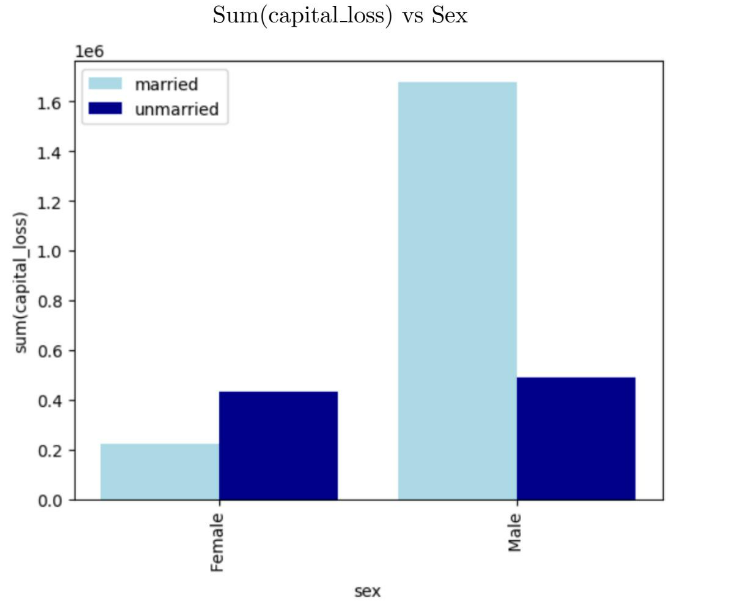 Sum(capital_loss) vs Sex
1e6
married
unmarried
1.6
1.4
1.2
1.0
0.8
0.6
0.4
0.2
0.0
sum(capital_loss)
Female
Male
sex